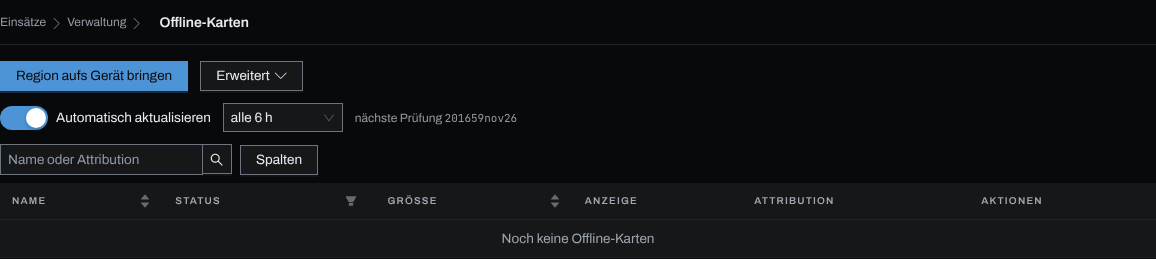 Einsätze > Verwaltung > Offline-Karten
Region aufs Gerät bringen Erweitert
Automatisch aktualisieren alle 6 h nächste Prüfung 201659nov26
Name oder Attribution Spalten
NAME STATUS GRÖSSE ANZEIGE ATTRIBUTION AKTIONEN
Noch keine Offline-Karten